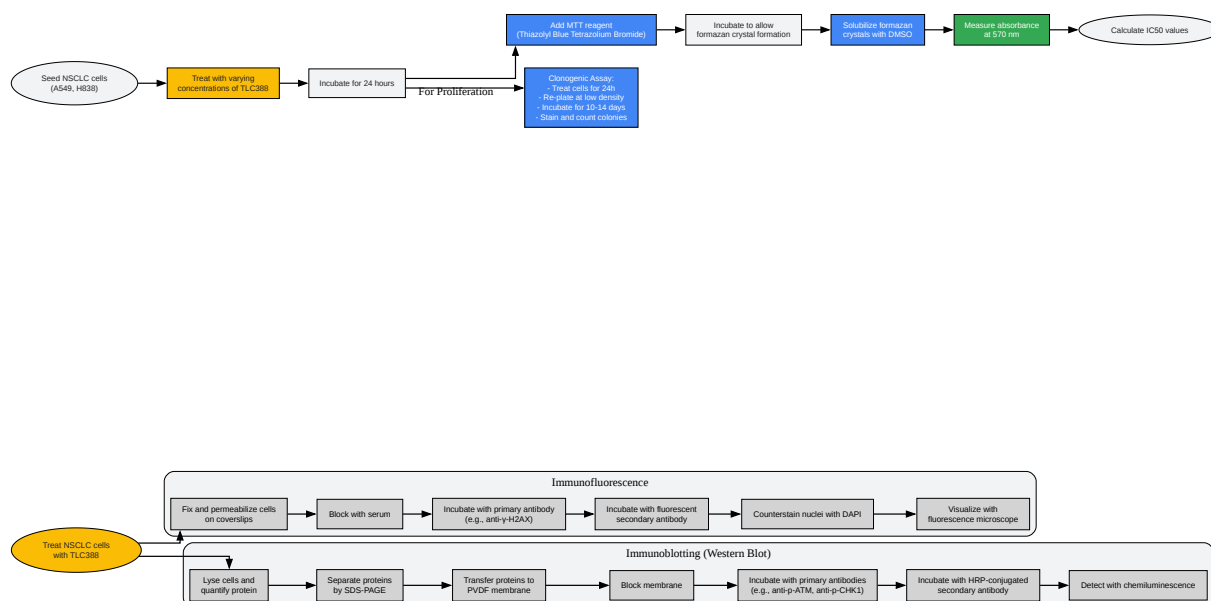 Add MTT reagent
(Thiazolyl Blue Tetrazolium Bromide)
Incubate to allow
formazan crystal formation
Solubilize formazan
crystals with DMSO
Measure absorbance
at 570 nm
Calculate IC50 values
Seed NSCLC cells
(A549, H838)
Treat with varying
concentrations of TLC388
Incubate for 24 hours
For Proliferation
Clonogenic Assay:
- Treat cells for 24h
- Re-plate at low density
- Incubate for 10-14 days
- Stain and count colonies
Immunofluorescence
Fix and permeabilize cells
on coverslips
Block with serum
Incubate with primary antibody
(e.g., anti-γ-H2AX)
Incubate with fluorescent
secondary antibody
Counterstain nuclei with DAPI
Visualize with
fluorescence microscope
Treat NSCLC cells
with TLC388
Immunoblotting (Western Blot)
Lyse cells and
quantify protein
Separate proteins
by SDS-PAGE
Transfer proteins to
PVDF membrane
Block membrane
Incubate with primary antibodies
(e.g., anti-p-ATM, anti-p-CHK1)
Incubate with HRP-conjugated
secondary antibody
Detect with chemiluminescence